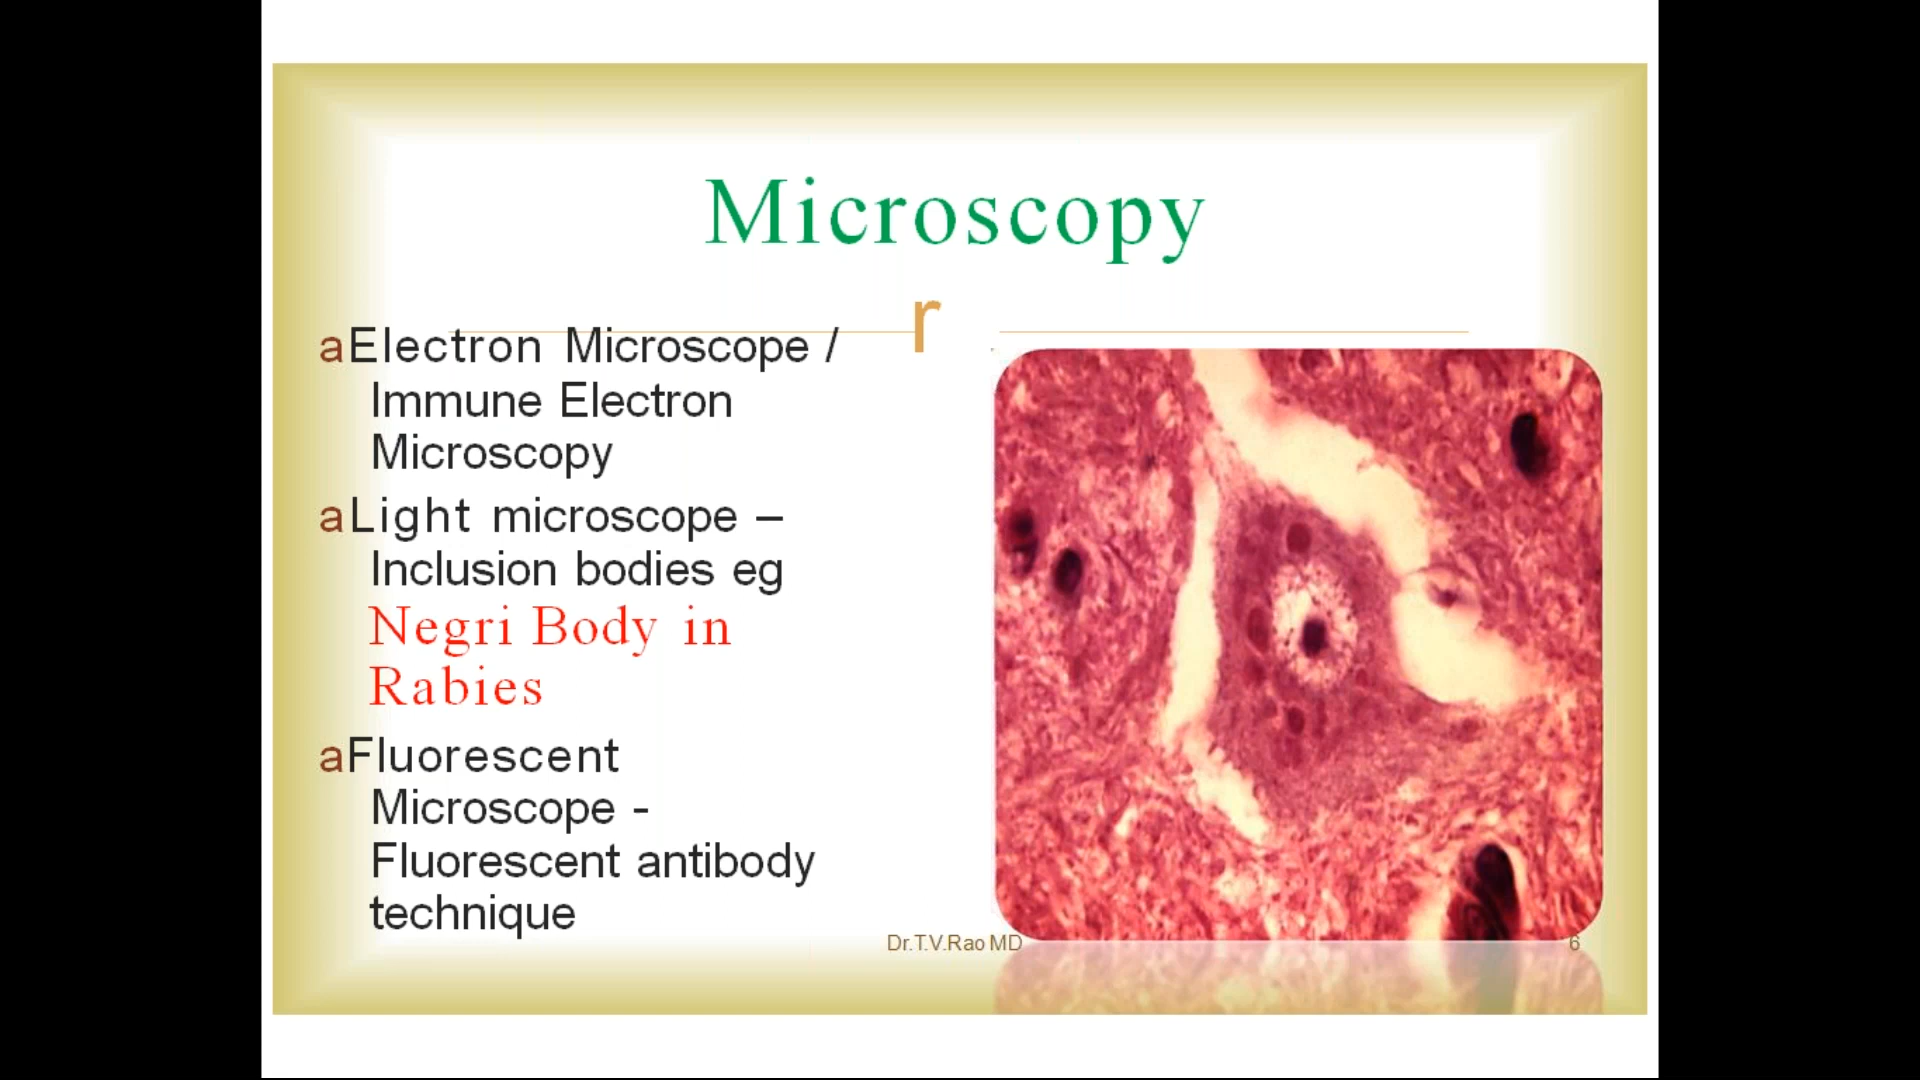 Microscopy
r
aElectron Microscope /
Immune Electron
Microscopy
aLight microscope –
Inclusion bodies eg
Negri Body in
Rabies
aFluorescent
Microscope -
Fluorescent antibody
technique
Dr.T.V.Rao MD
6